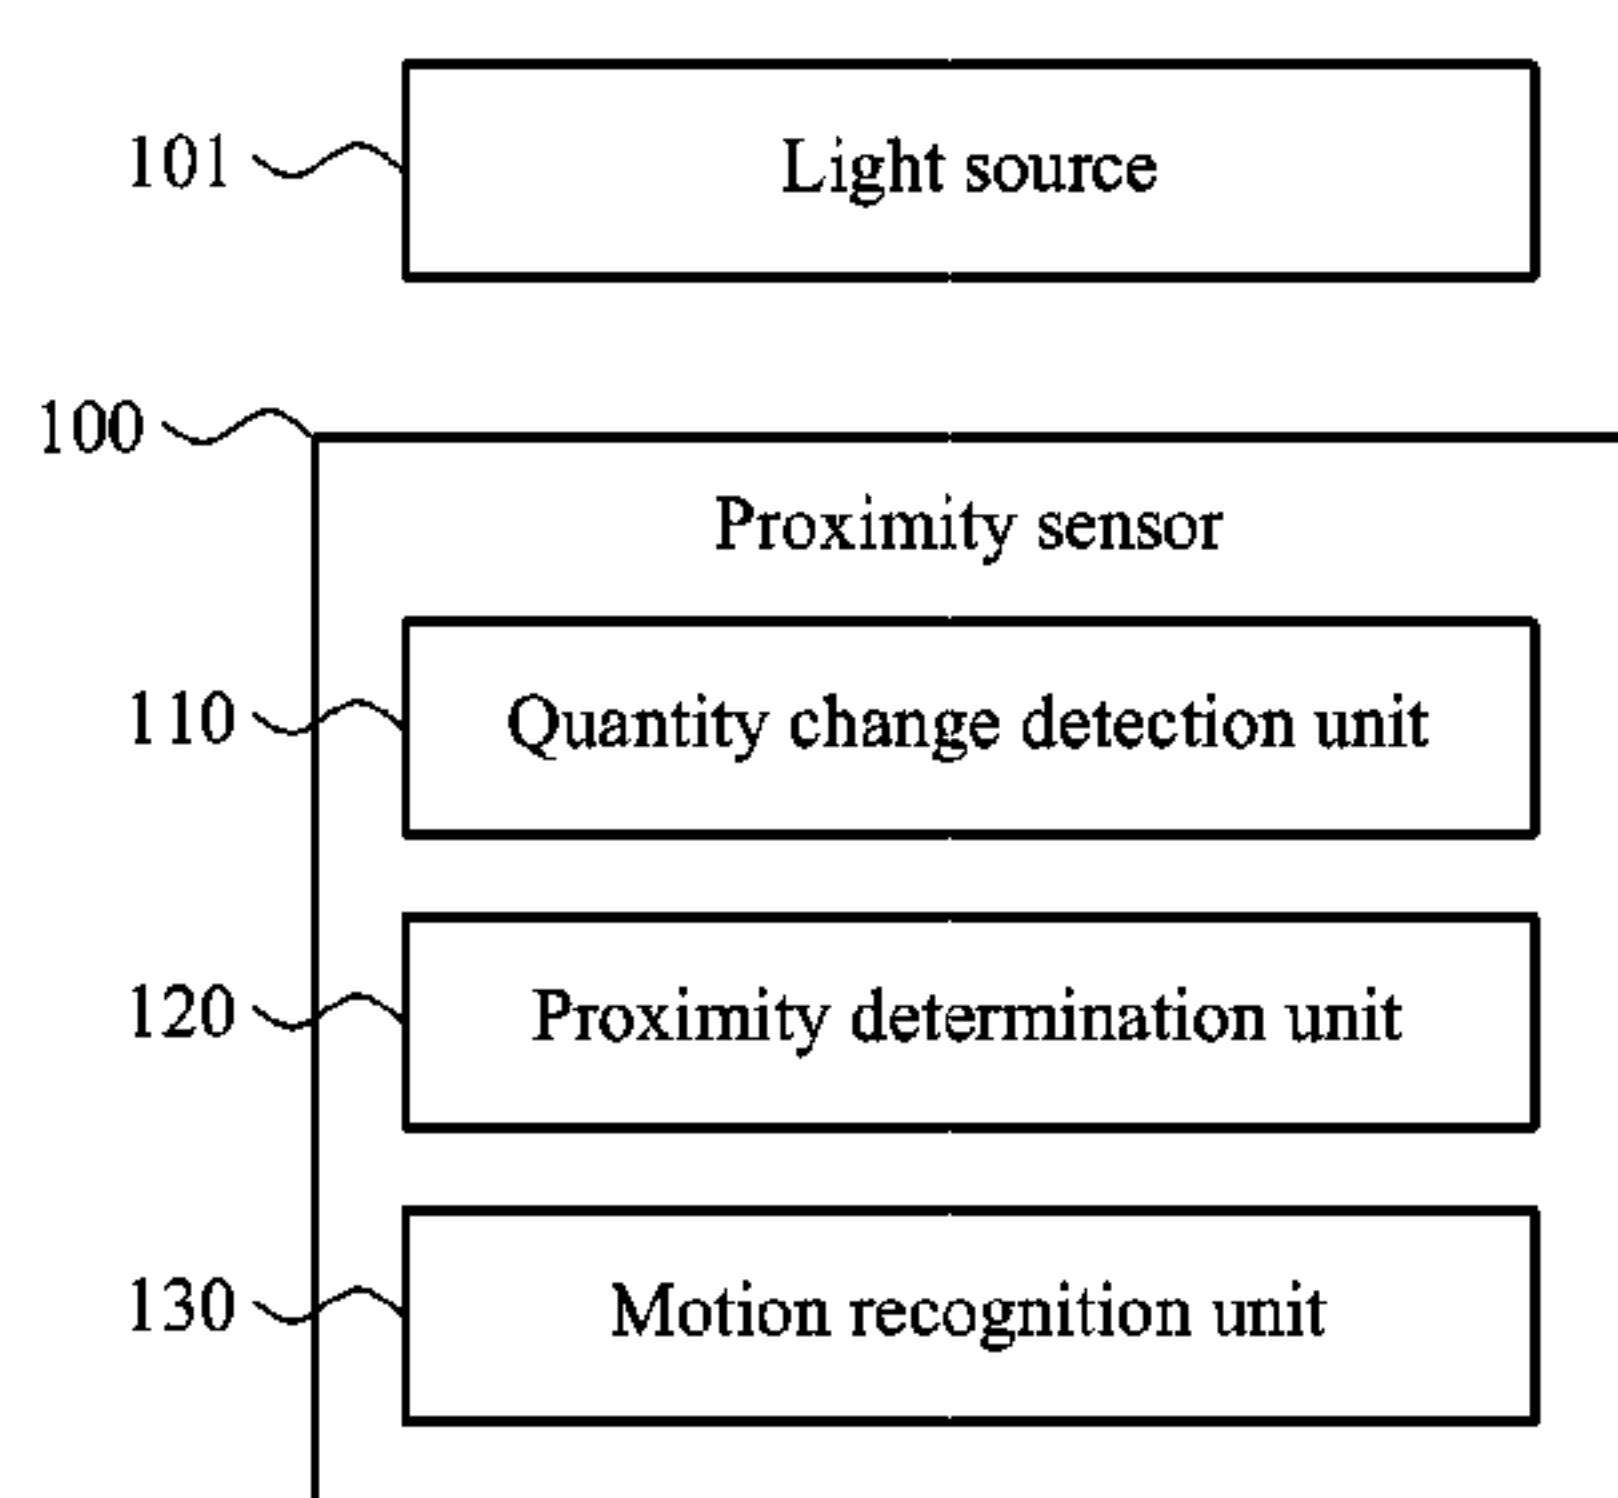 101 Light source
100
Proximity sensor
110 Quantity change detection unit
120 Proximity determination unit
130 Motion recognition unit